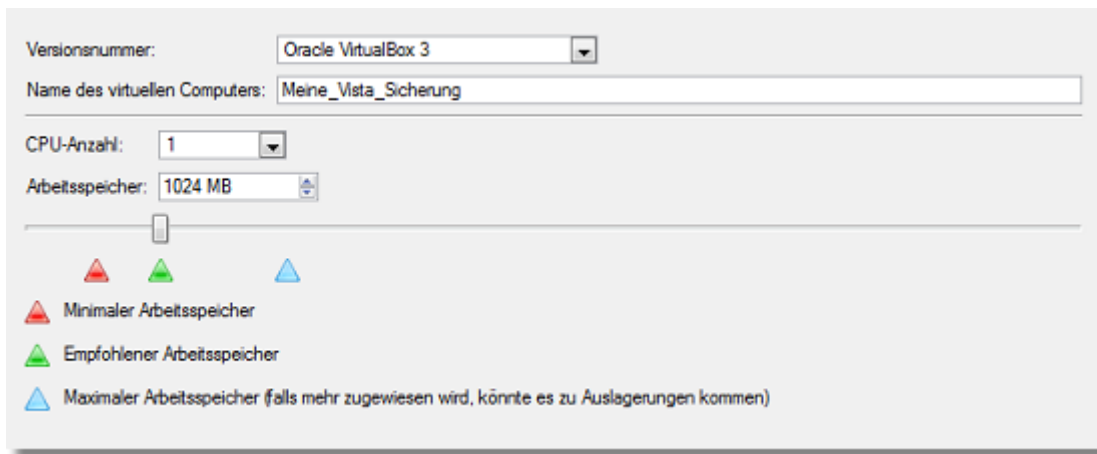 Versionsnummer: Oracle VirtualBox 3
Name des virtuellen Computers: Meine_Vista_Sicherung
CPU-Anzahl: 1
Arbeitsspeicher: 1024 MB
Minimaler Arbeitsspeicher
Empfohlener Arbeitsspeicher
Maximaler Arbeitsspeicher (falls mehr zugewiesen wird, könnte es zu Auslagerungen kommen)